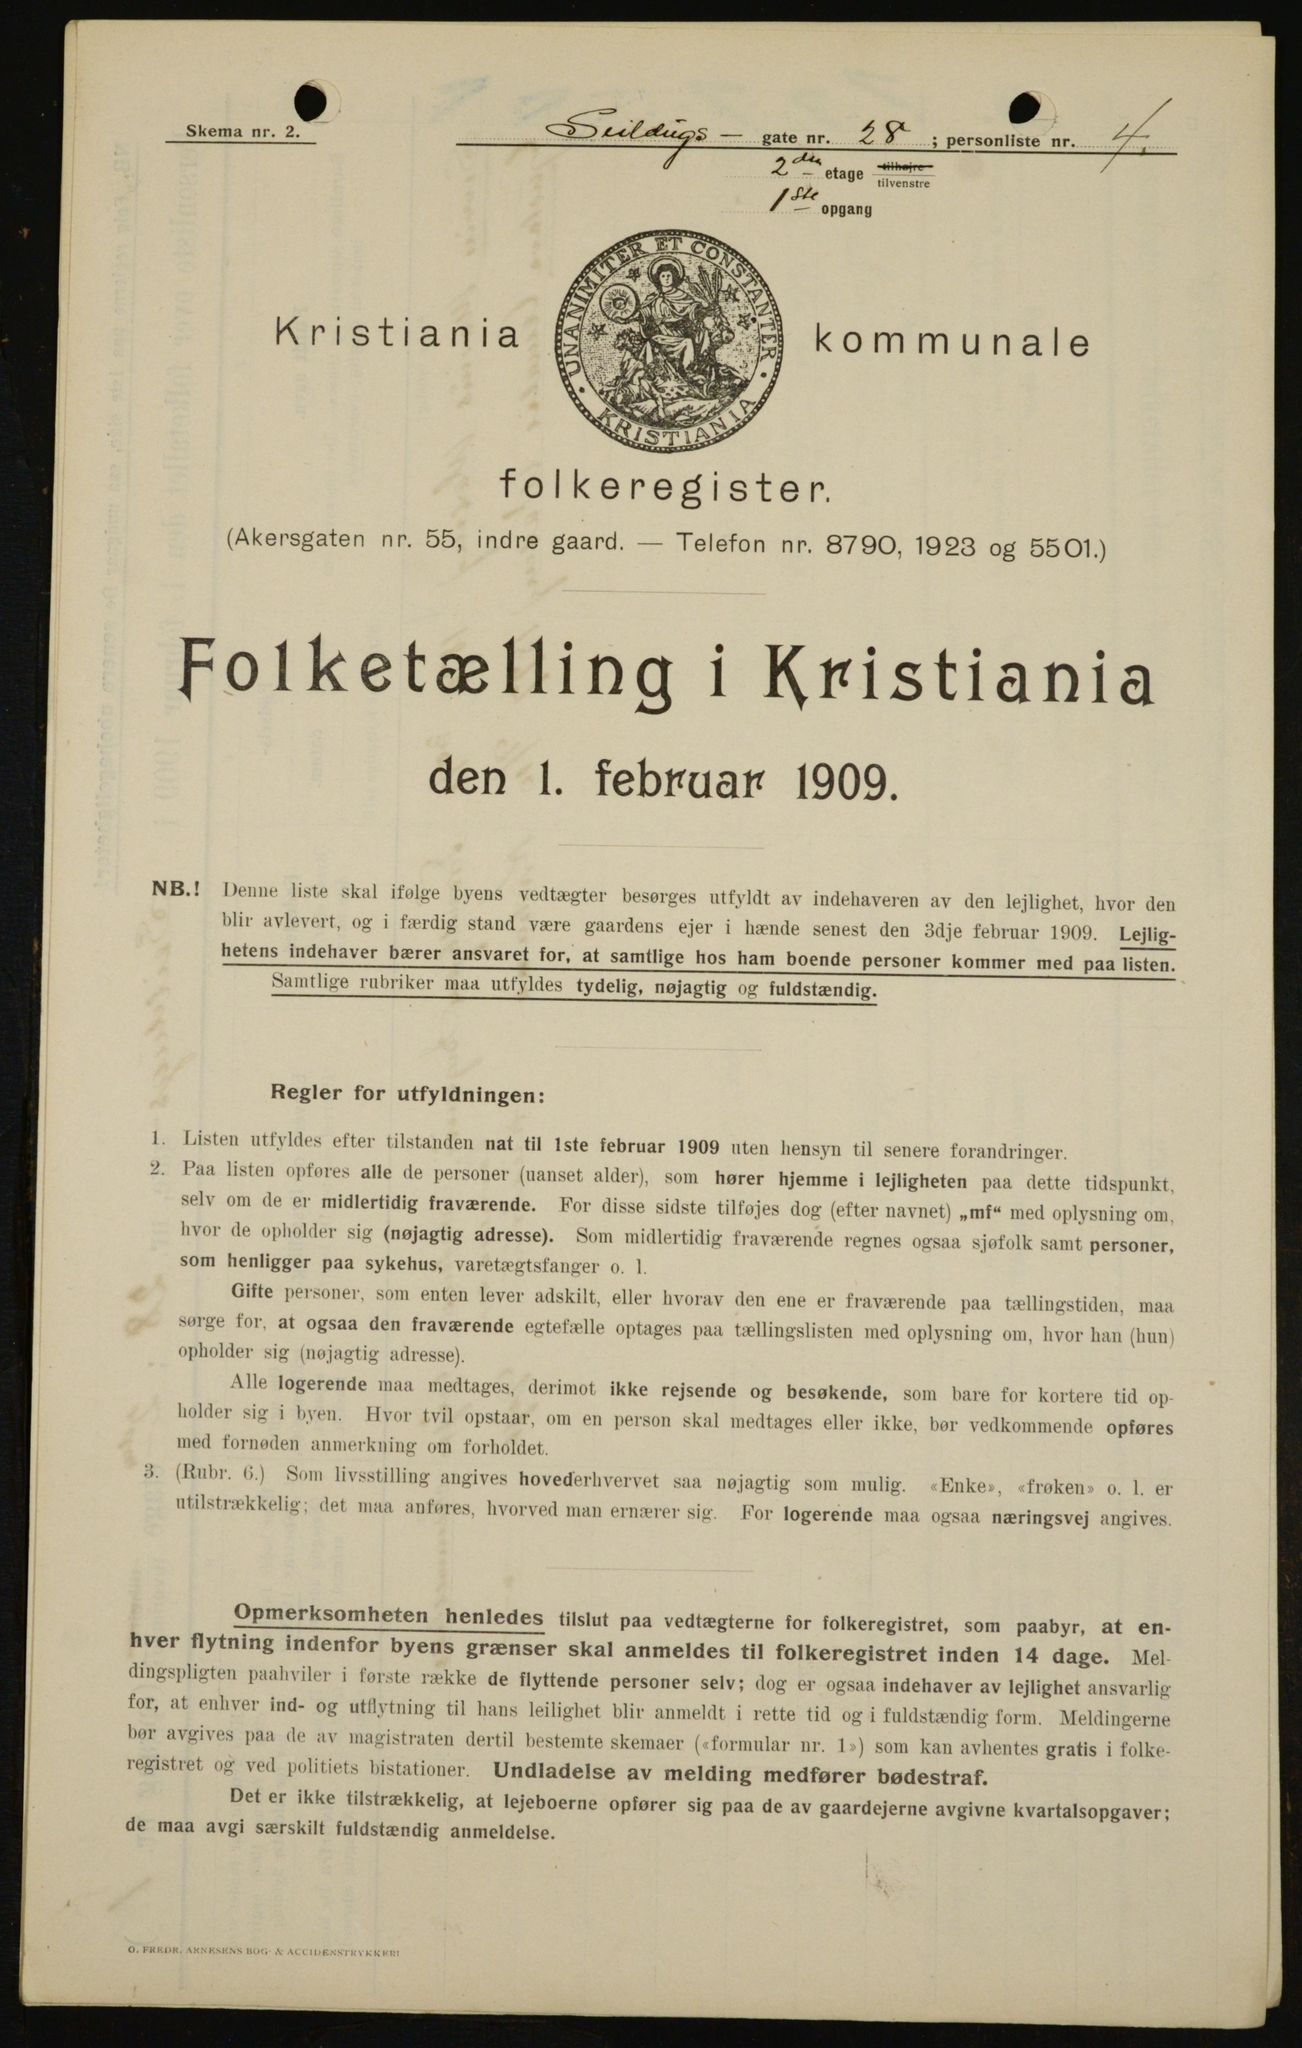 Skema nr. 2.
Seildugs- gate nr. 28; personliste nr. 4.
2den etage tilhøjre
tilvenstre
1ste opgang
UNANIMITER ET CONSTANTER
KRISTIANIA
Kristiania kommunale
folkeregister.
(Akersgaten nr. 55, indre gaard. — Telefon nr. 8790, 1923 og 5501.)
Folketælling i Kristiania
den 1. februar 1909.
NB.! Denne liste skal ifølge byens vedtægter besørges utfyldt av indehaveren av den lejlighet, hvor den
blir avlevert, og i færdig stand være gaardens ejer i hænde senest den 3dje februar 1909. Lejlig-
hetens indehaver bærer ansvaret for, at samtlige hos ham boende personer kommer med paa listen.
Samtlige rubriker maa utfyldes tydelig, nøjagtig og fuldstændig.
Regler for utfyldningen:
1. Listen utfyldes efter tilstanden nat til 1ste februar 1909 uten hensyn til senere forandringer.
2. Paa listen opføres alle de personer (uanset alder), som hører hjemme i lejligheten paa dette tidspunkt,
selv om de er midlertidig fraværende. For disse sidste tilføjes dog (efter navnet) „mf“ med oplysning om,
hvor de opholder sig (nøjagtig adresse). Som midlertidig fraværende regnes ogsaa sjøfolk samt personer,
som henligger paa sykehus, varetægtsfanger o. l.
Gifte personer, som enten lever adskilt, eller hvorav den ene er fraværende paa tællingstiden, maa
sørge for, at ogsaa den fraværende egtefælle optages paa tællingslisten med oplysning om, hvor han (hun)
opholder sig (nøjagtig adresse).
Alle logerende maa medtages, derimot ikke rejsende og besøkende, som bare for kortere tid op-
holder sig i byen. Hvor tvil opstaar, om en person skal medtages eller ikke, bør vedkommende opføres
med fornøden anmerkning om forholdet.
3. (Rubr. 6.) Som livsstilling angives hovederhvervet saa nøjagtig som mulig. «Enke», «frøken» o. l. er
utilstrækkelig; det maa anføres, hvorved man ernærer sig. For logerende maa ogsaa næringsvej angives.
Opmerksomheten henledes tilslut paa vedtægterne for folkeregistret, som paabyr, at en-
hver flytning indenfor byens grænser skal anmeldes til folkeregistret inden 14 dage. Mel-
dingspligten paahviler i første række de flyttende personer selv; dog er ogsaa indehaver av lejlighet ansvarlig
for, at enhver ind- og utflytning til hans leilighet blir anmeldt i rette tid og i fuldstændig form. Meldingerne
bør avgives paa de av magistraten dertil bestemte skemaer («formular nr. 1») som kan avhentes gratis i folke-
registret og ved politiets bistationer. Undladelse av melding medfører bødestraf.
Det er ikke tilstrækkelig, at lejeboerne opfører sig paa de av gaardejerne avgivne kvartalsopgaver;
de maa avgi særskilt fuldstændig anmeldelse.
O. FREDR. ARNESENS BOG- & ACCIDENSTRYKKERI